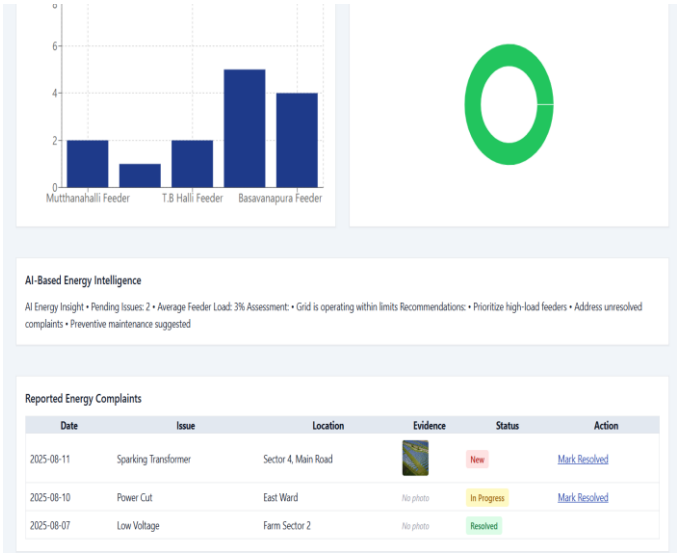 8
6
4
2
0
Mutthanahalli Feeder T.B Halli Feeder Basavanapura Feeder
AI-Based Energy Intelligence
AI Energy Insight • Pending Issues: 2 • Average Feeder Load: 3% Assessment: • Grid is operating within limits Recommendations: • Prioritize high-load feeders • Address unresolved
complaints • Preventive maintenance suggested
Reported Energy Complaints
Date Issue Location Evidence Status Action
2025-08-11 Sparking Transformer Sector 4, Main Road New Mark Resolved
2025-08-10 Power Cut East Ward No photo In Progress Mark Resolved
2025-08-07 Low Voltage Farm Sector 2 No photo Resolved